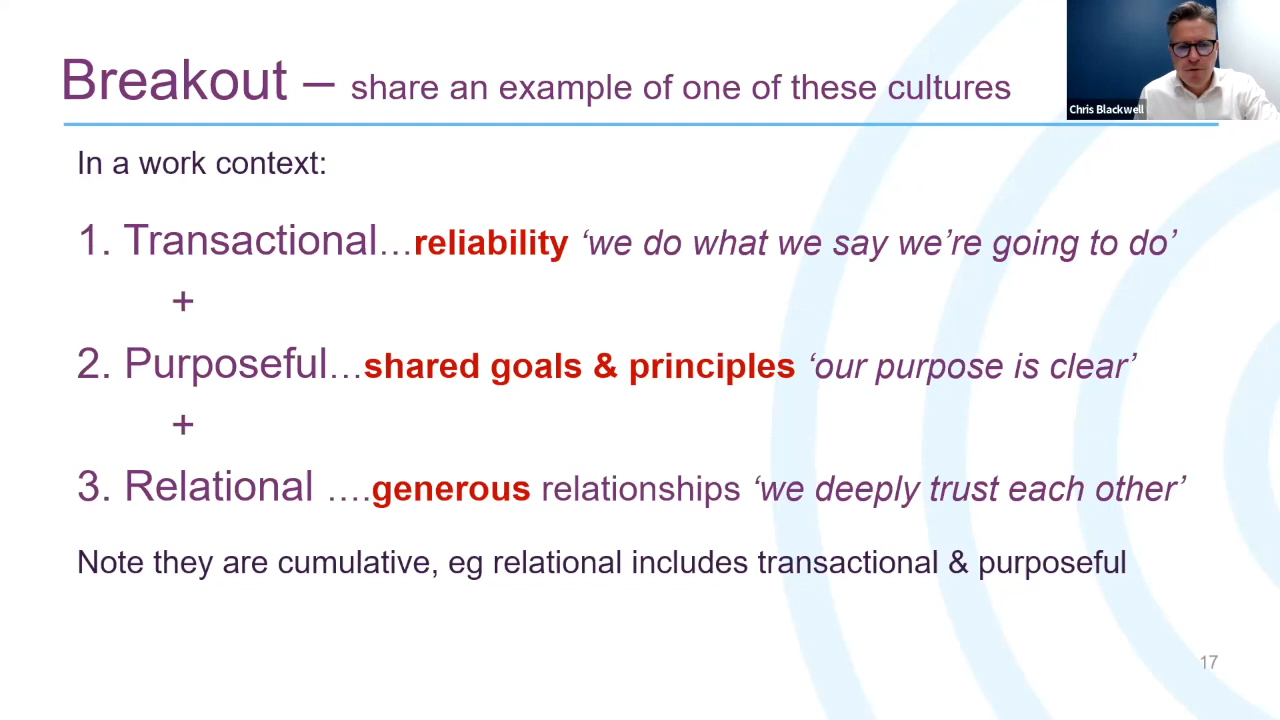 Breakout – share an example of one of these cultures
Chris Blackwell
In a work context:
1. Transactional…reliability ‘we do what we say we’re going to do’
+
2. Purposeful…shared goals & principles ‘our purpose is clear’
+
3. Relational ….generous relationships ‘we deeply trust each other’
Note they are cumulative, eg relational includes transactional & purposeful
17